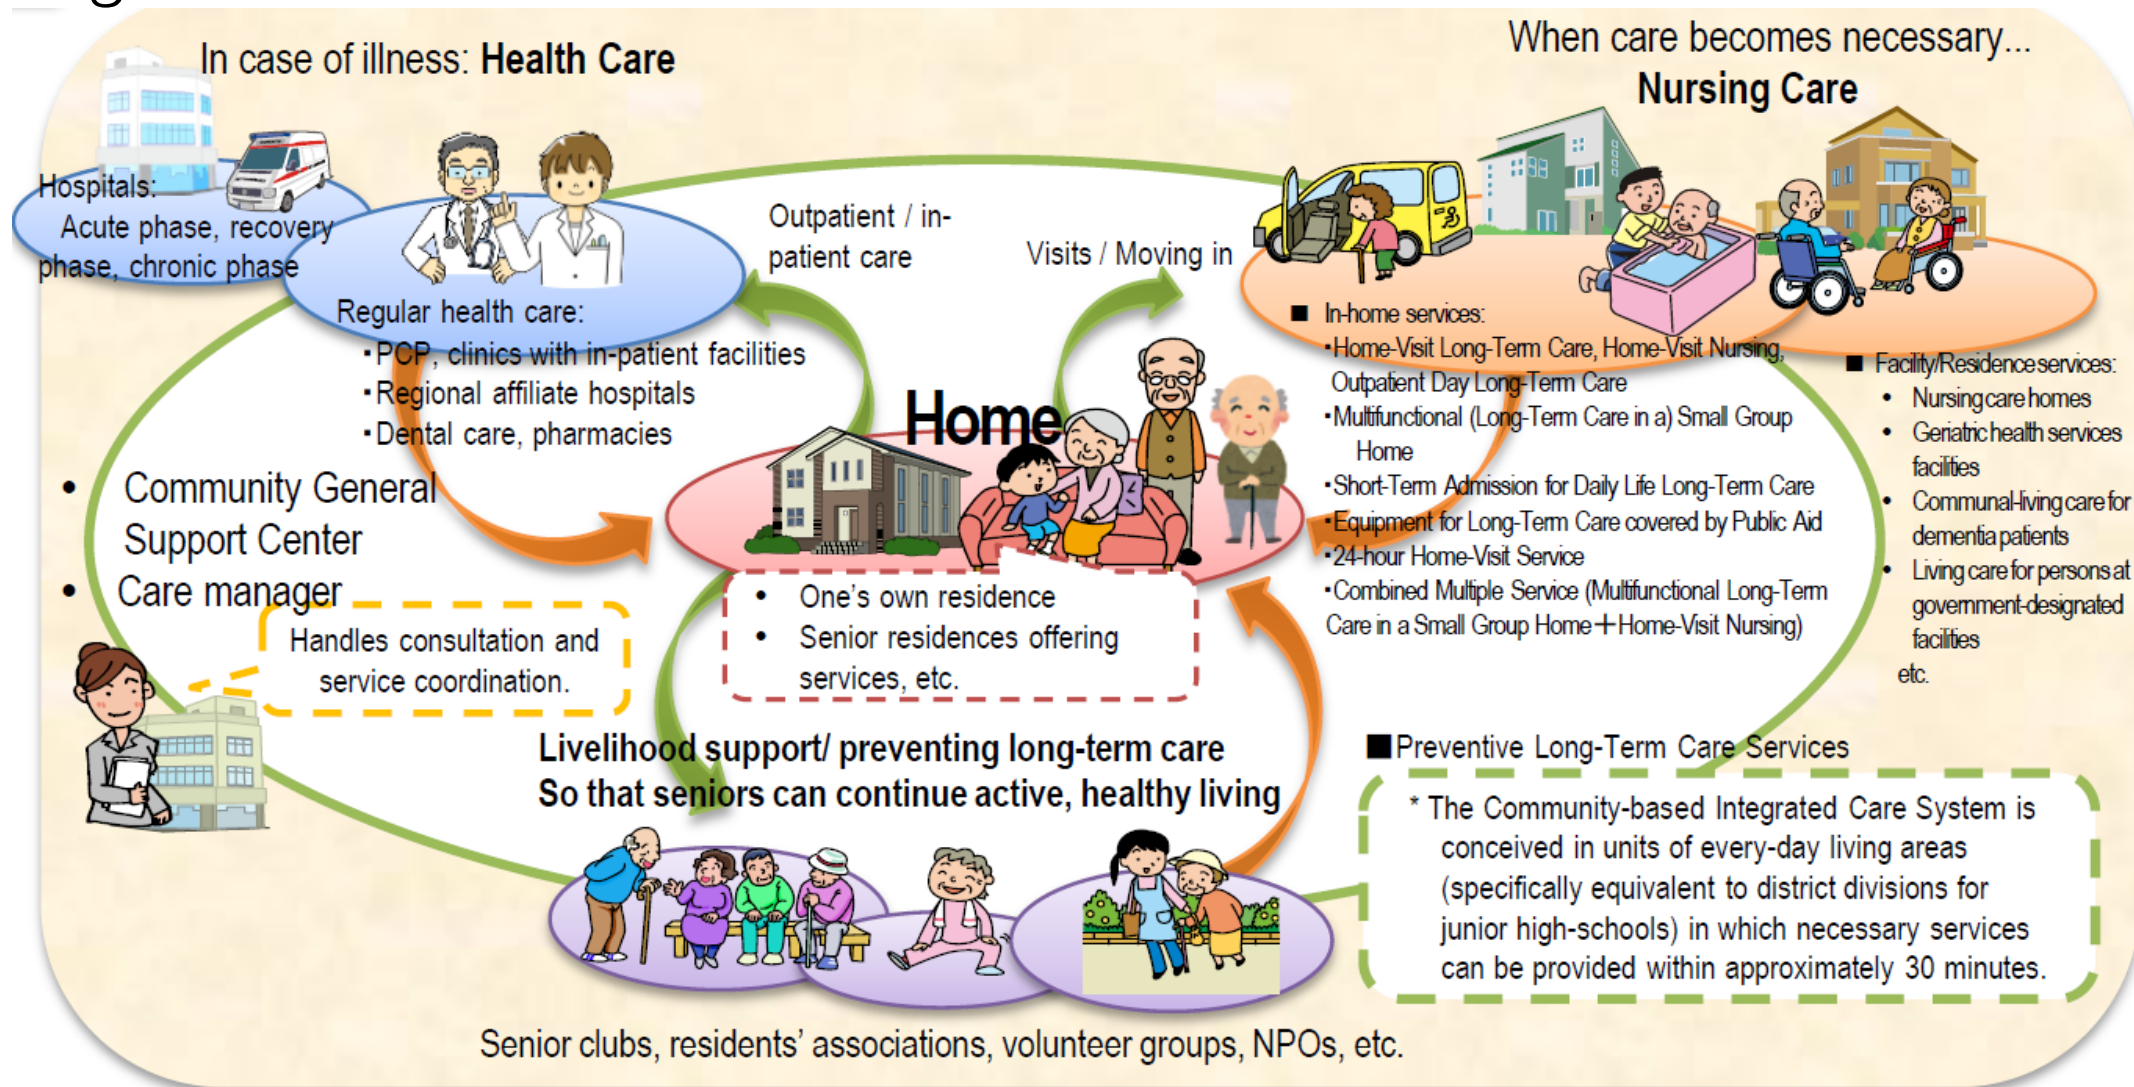 In case of illness: Health Care
When care becomes necessary...
Nursing Care
Hospitals:
Acute phase, recovery
phase, chronic phase
Outpatient / in-
patient care
Visits / Moving in
Regular health care:
･PCP, clinics with in-patient facilities
･Regional affiliate hospitals
･Dental care, pharmacies
■ In-home services:
･Home-Visit Long-Term Care, Home-Visit Nursing,
Outpatient Day Long-Term Care
･Multifunctional (Long-Term Care in a) Small Group
Home
･Short-Term Admission for Daily Life Long-Term Care
･Equipment for Long-Term Care covered by Public Aid
･24-hour Home-Visit Service
･Combined Multiple Service (Multifunctional Long-Term
Care in a Small Group Home＋Home-Visit Nursing)
■ Facility/Residence services:
• Nursing care homes
• Geriatric health services
facilities
• Communal-living care for
dementia patients
• Living care for persons at
government-designated
facilities
etc.
Home
• Community General
Support Center
• Care manager
Handles consultation and
service coordination.
• One's own residence
• Senior residences offering
services, etc.
Livelihood support/ preventing long-term care
So that seniors can continue active, healthy living
■Preventive Long-Term Care Services
* The Community-based Integrated Care System is
conceived in units of every-day living areas
(specifically equivalent to district divisions for
junior high-schools) in which necessary services
can be provided within approximately 30 minutes.
Senior clubs, residents' associations, volunteer groups, NPOs, etc.